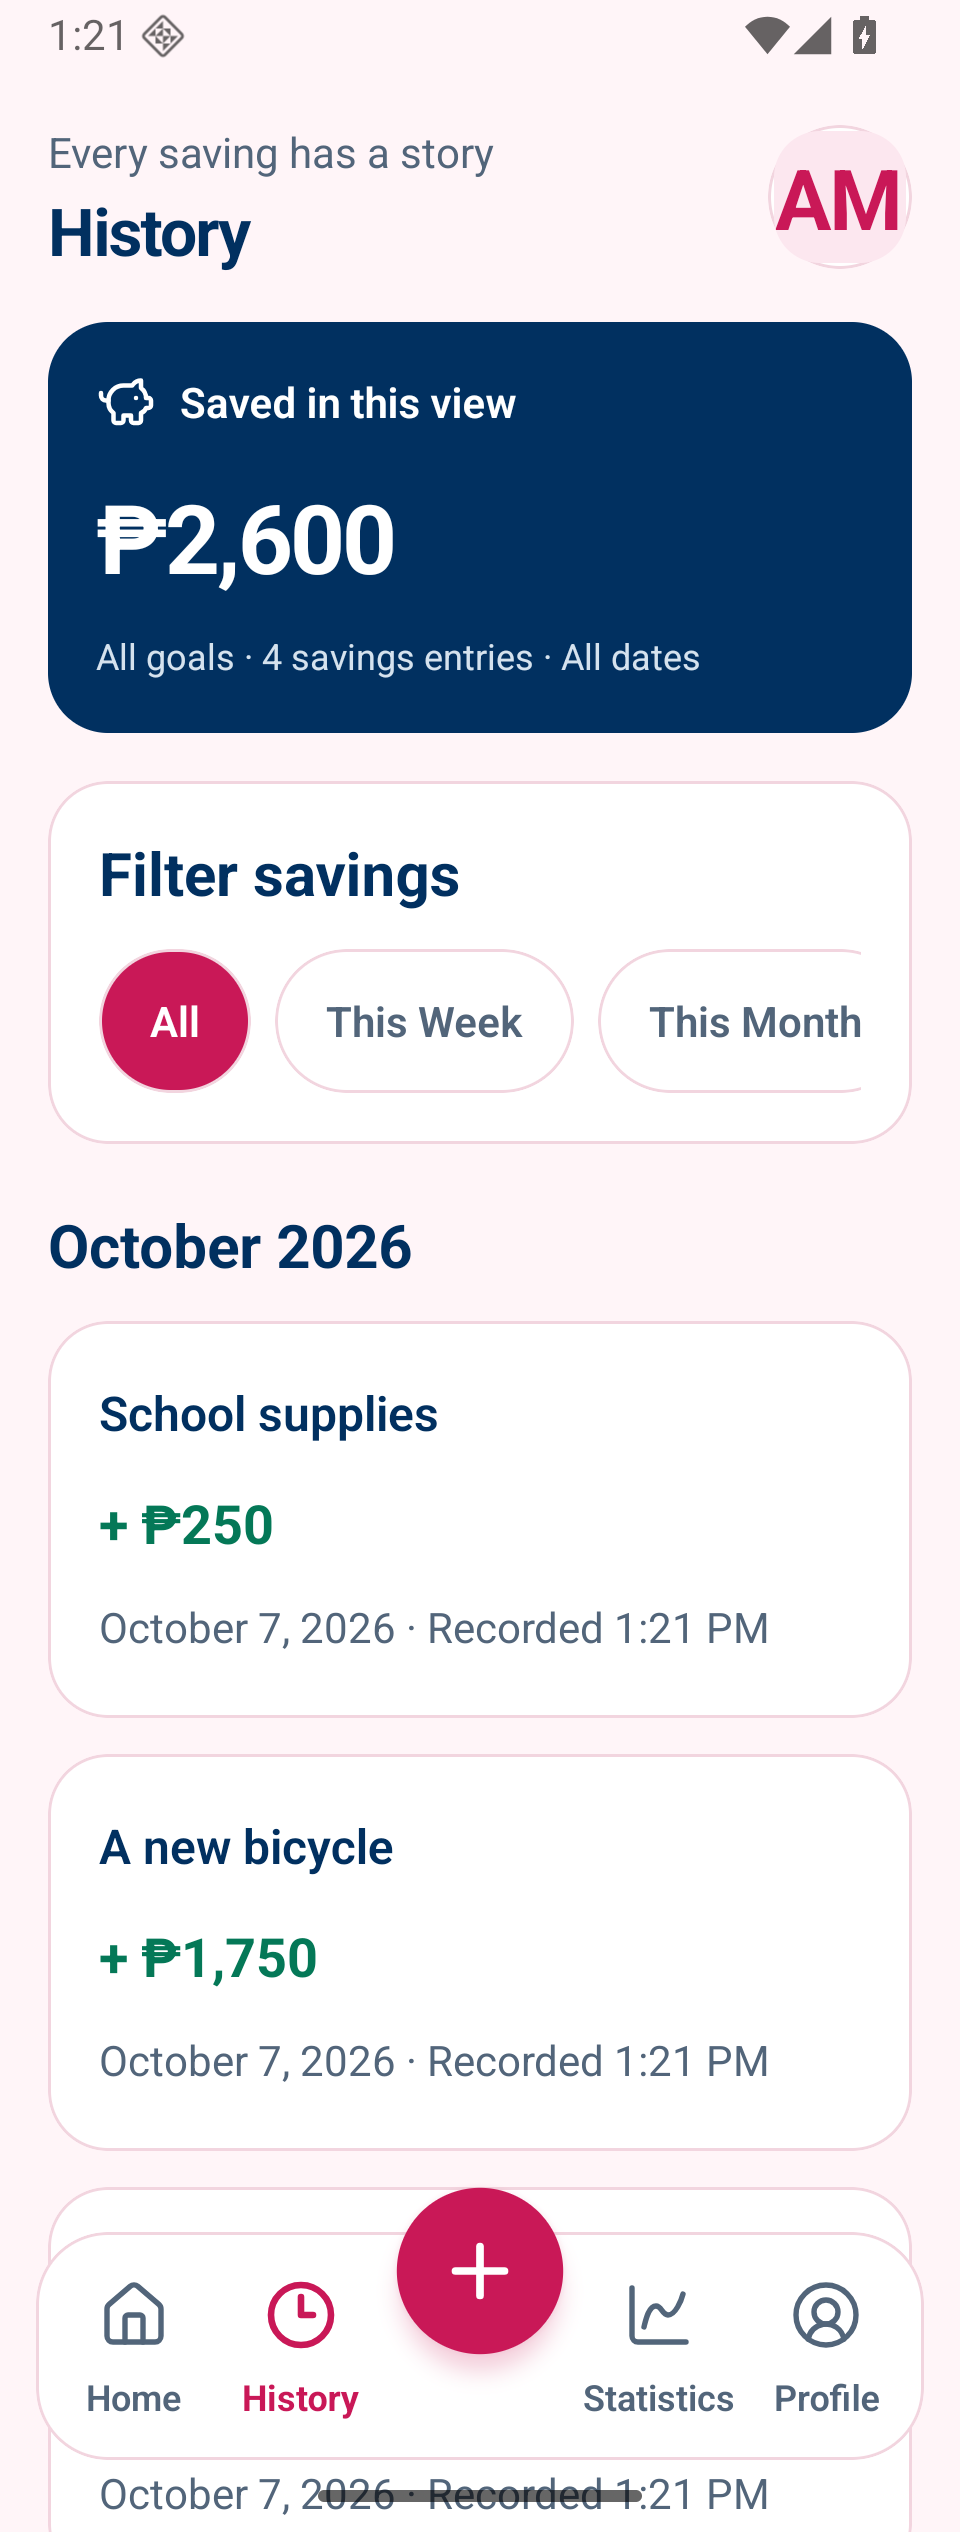 1:21
Every saving has a story
History
AM
Saved in this view
₱2,600
All goals · 4 savings entries · All dates
Filter savings
All
This Week
This Month
October 2026
School supplies
+ ₱250
October 7, 2026 · Recorded 1:21 PM
A new bicycle
+ ₱1,750
October 7, 2026 · Recorded 1:21 PM
Home
History
Statistics
Profile
October 7, 2026 · Recorded 1:21 PM